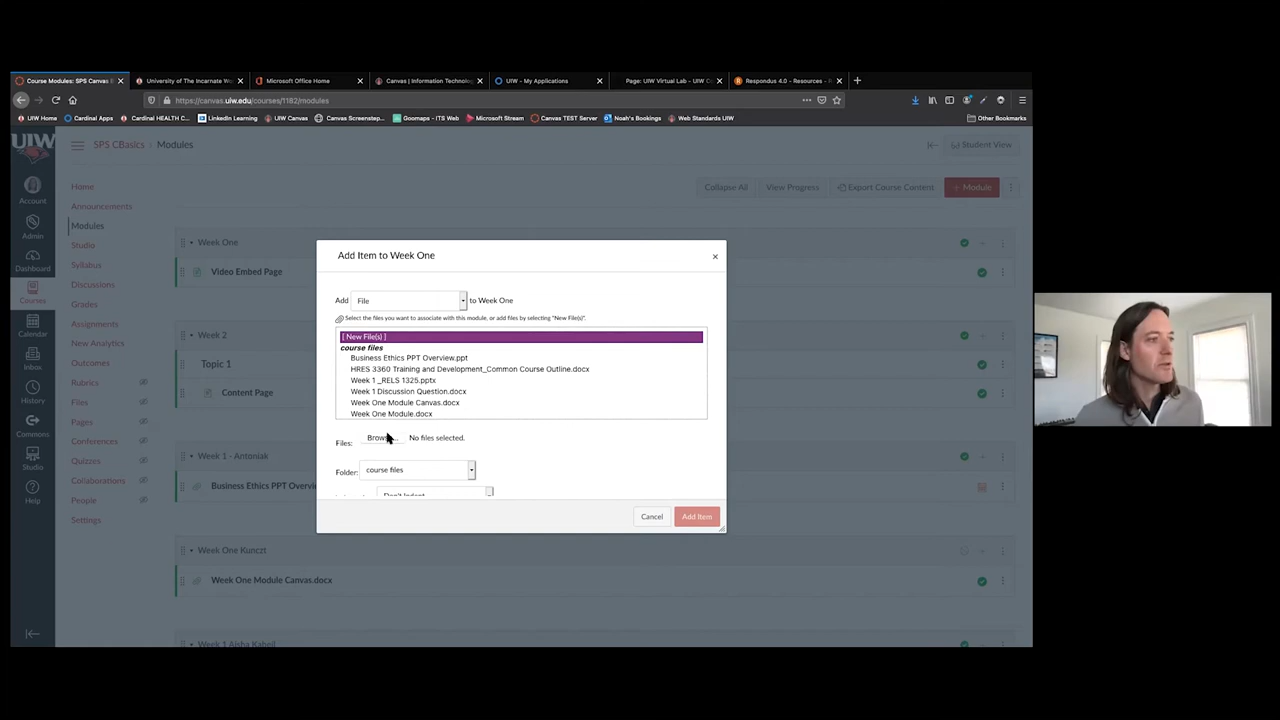 Course Modules: SPS Canvas
University of The Incarnate Wo
Microsoft Office Home
Canvas | Information Technolo
UIW - My Applications
Page: UIW Virtual Lab - UIW C
Respondus 4.0 - Resources - R
https://canvas.uiw.edu/courses/1182/modules
UIW Home
Cardinal Apps
Cardinal HEALTH C...
LinkedIn Learning
UIW Canvas
Canvas Screenstep...
Goomaps - ITS Web
Microsoft Stream
Canvas TEST Server
Noah's Bookings
Web Standards UIW
Other Bookmarks
UIW
SPS CBasics › Modules
Student View
Account
Admin
Dashboard
Courses
Calendar
Inbox
History
Commons
Studio
Help
Home
Announcements
Modules
Studio
Syllabus
Discussions
Grades
Assignments
New Analytics
Outcomes
Rubrics
Files
Pages
Conferences
Quizzes
Collaborations
People
Settings
Collapse All
View Progress
Export Course Content
+ Module
Week One
Video Embed Page
Week 2
Topic 1
Content Page
Week 1 - Antoniak
Business Ethics PPT Overvi
Week One Kunczt
Week One Module Canvas.docx
Week 1 Aisha Kaboil
Add Item to Week One
×
Add File to Week One
Select the files you want to associate with this module, or add files by selecting "New File(s)".
[ New File(s) ]
course files
Business Ethics PPT Overview.ppt
HRES 3360 Training and Development_Common Course Outline.docx
Week 1 _RELS 1325.pptx
Week 1 Discussion Question.docx
Week One Module Canvas.docx
Week One Module.docx
Files: Brow... No files selected.
Folder: course files
Don't Indent
Cancel
Add Item